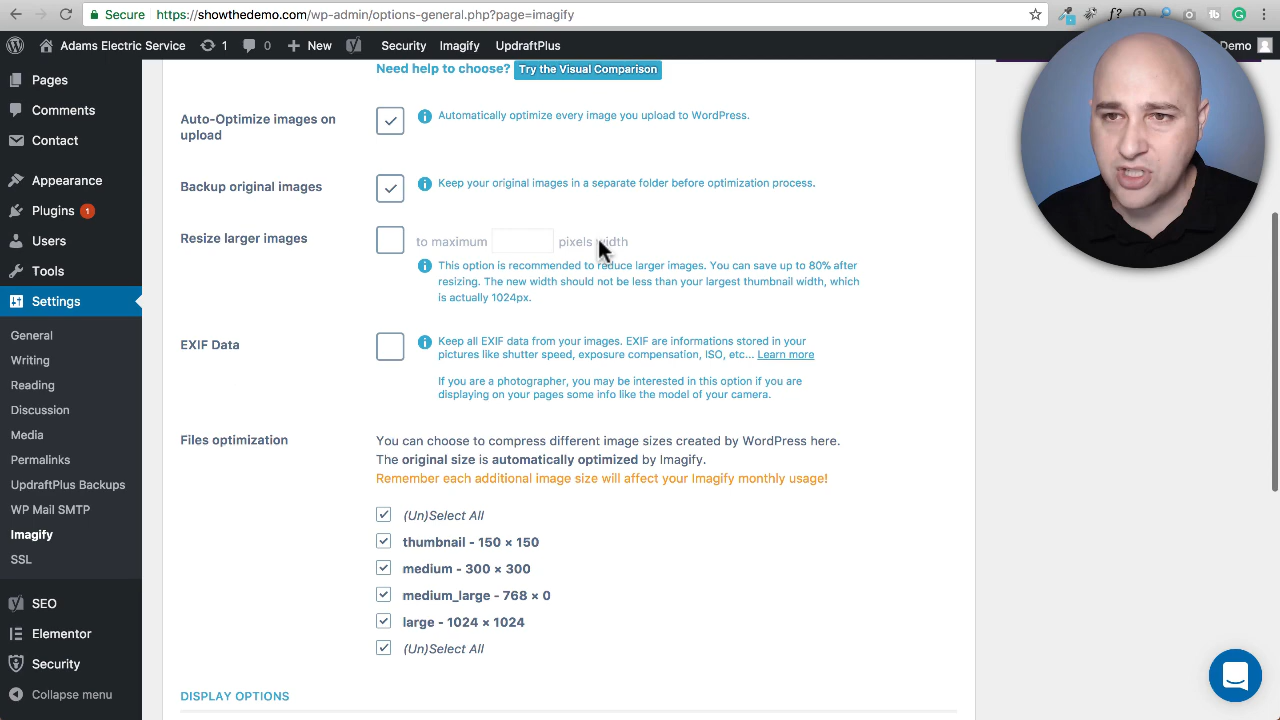 Secure https://showthedemo.com/wp-admin/options-general.php?page=imagify
Adams Electric Service 1 0 New Security Imagify UpdraftPlus Demo
Need help to choose? Try the Visual Comparison
Pages
Comments
Contact
Appearance
Plugins 1
Users
Tools
Settings
General
Writing
Reading
Discussion
Media
Permalinks
UpdraftPlus Backups
WP Mail SMTP
Imagify
SSL
SEO
Elementor
Security
Collapse menu
Auto-Optimize images on
upload
Automatically optimize every image you upload to WordPress.
Backup original images
Keep your original images in a separate folder before optimization process.
Resize larger images
to maximum pixels width
This option is recommended to reduce larger images. You can save up to 80% after
resizing. The new width should not be less than your largest thumbnail width, which
is actually 1024px.
EXIF Data
Keep all EXIF data from your images. EXIF are informations stored in your
pictures like shutter speed, exposure compensation, ISO, etc... Learn more
If you are a photographer, you may be interested in this option if you are
displaying on your pages some info like the model of your camera.
Files optimization
You can choose to compress different image sizes created by WordPress here.
The original size is automatically optimized by Imagify.
Remember each additional image size will affect your Imagify monthly usage!
(Un)Select All
thumbnail - 150 × 150
medium - 300 × 300
medium_large - 768 × 0
large - 1024 × 1024
(Un)Select All
DISPLAY OPTIONS